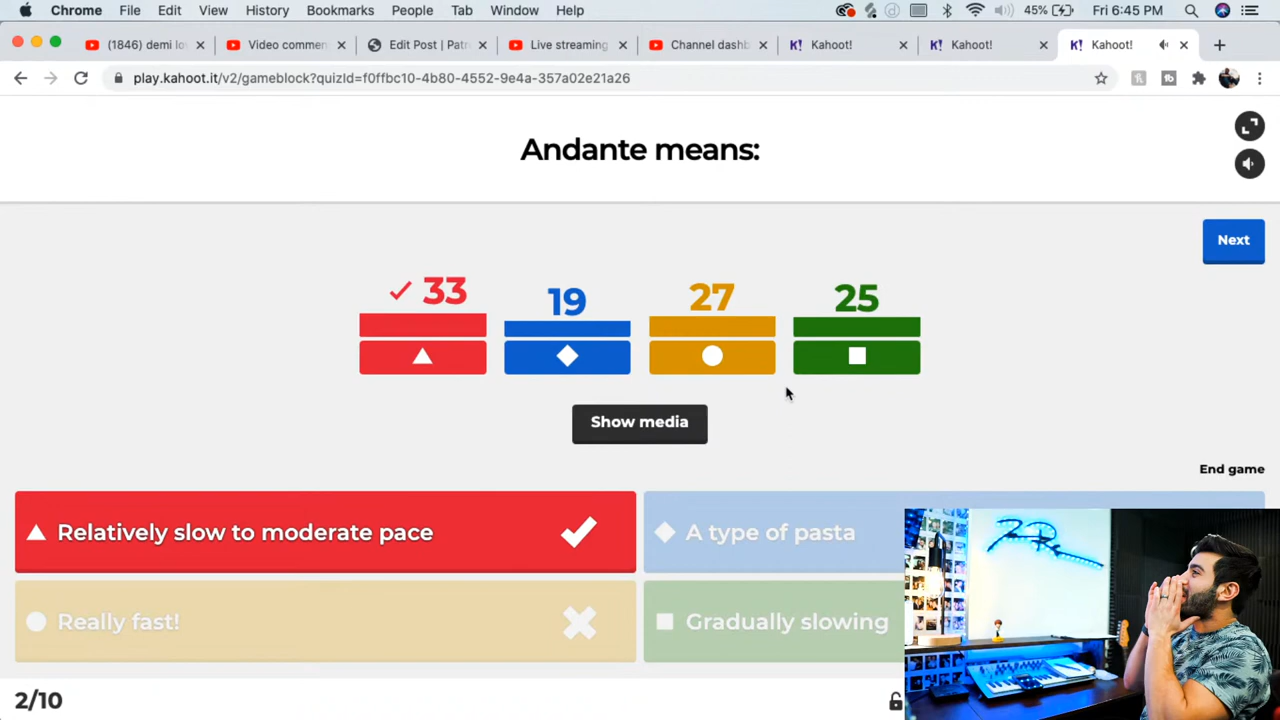 Chrome File Edit View History Bookmarks People Tab Window Help 45% Fri 6:45 PM
(1846) demi lo Video commen Edit Post | Patr Live streaming Channel dashb Kahoot! Kahoot! Kahoot!
play.kahoot.it/v2/gameblock?quizId=f0ffbc10-4b80-4552-9e4a-357a02e21a26
Andante means:
Next
33 19 27 25
Show media
End game
Relatively slow to moderate pace
A type of pasta
Really fast!
Gradually slowing
2/10